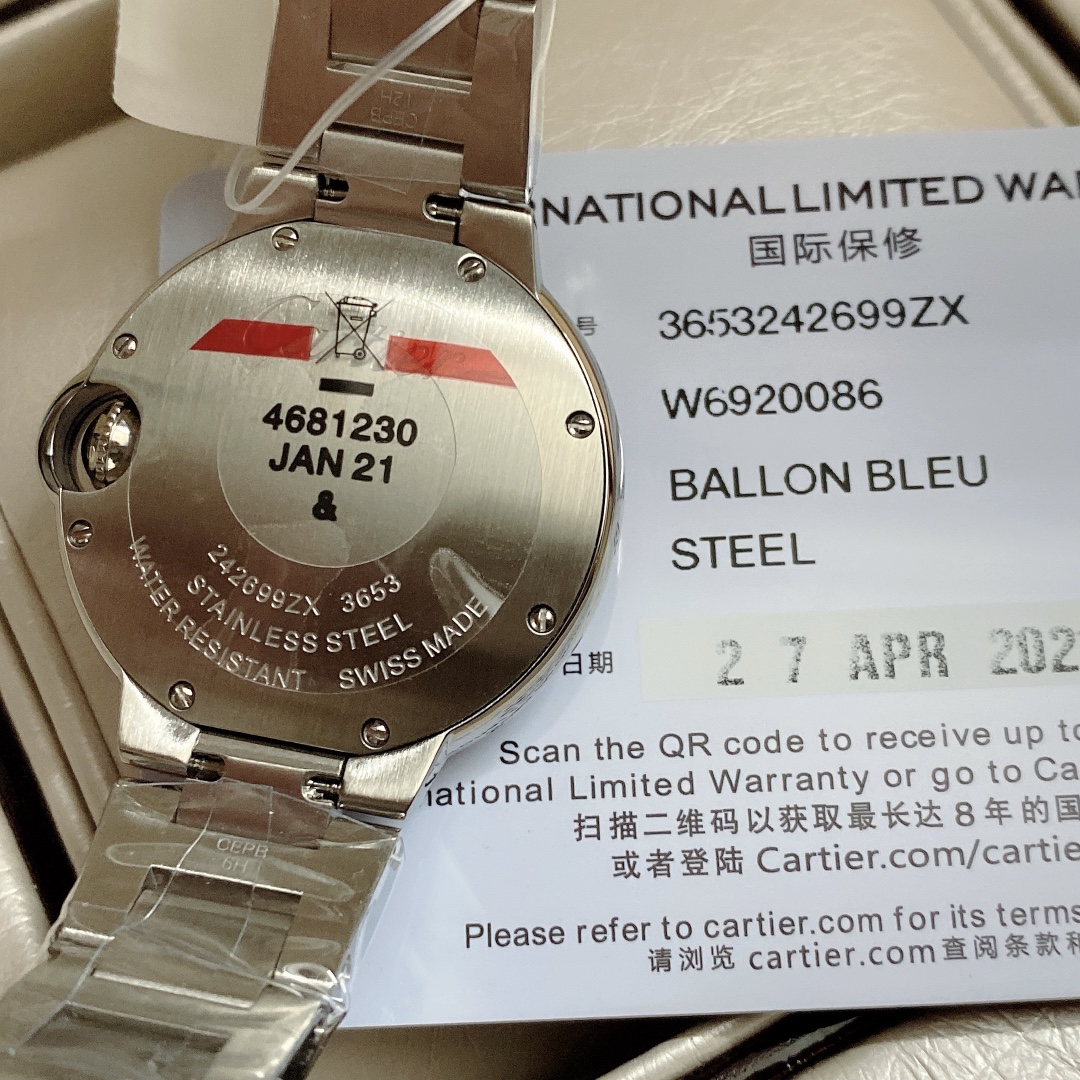 12H
CEPB
4681230
JAN 21
&
242699ZX 3653
STAINLESS STEEL
WATER RESISTANT SWISS MADE
CEPB
6H
NATIONAL LIMITED
国际保修
号 3653242699ZX
W6920086
BALLON BLEU
STEEL
日期 27 APR
Scan the QR code to receive up to
Limited Warranty or go to
扫描二维码以获取最长达8年的国
或者登陆 Cartier.com/cartie
Please refer to cartier.com for its terms
请浏览 cartier.com查阅条款和